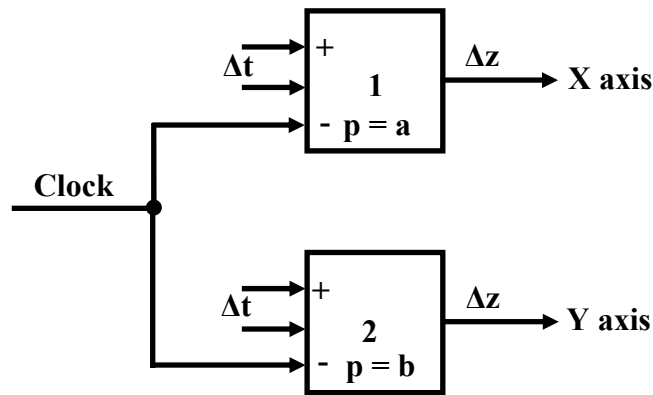 +
Δt
Δz
X axis
1
- p = a
Clock
+
Δt
Δz
Y axis
2
- p = b